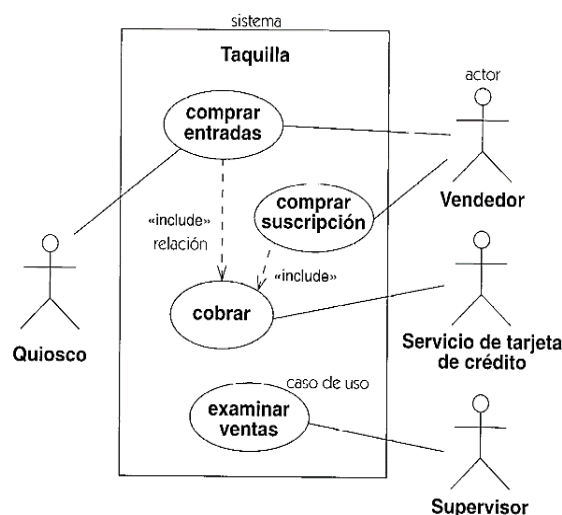 sistema
Taquilla
actor
comprar
entradas
Vendedor
comprar
suscripción
«include»
relación
«include»
Quiosco
cobrar
Servicio de tarjeta
de crédito
caso de uso
examinar
ventas
Supervisor